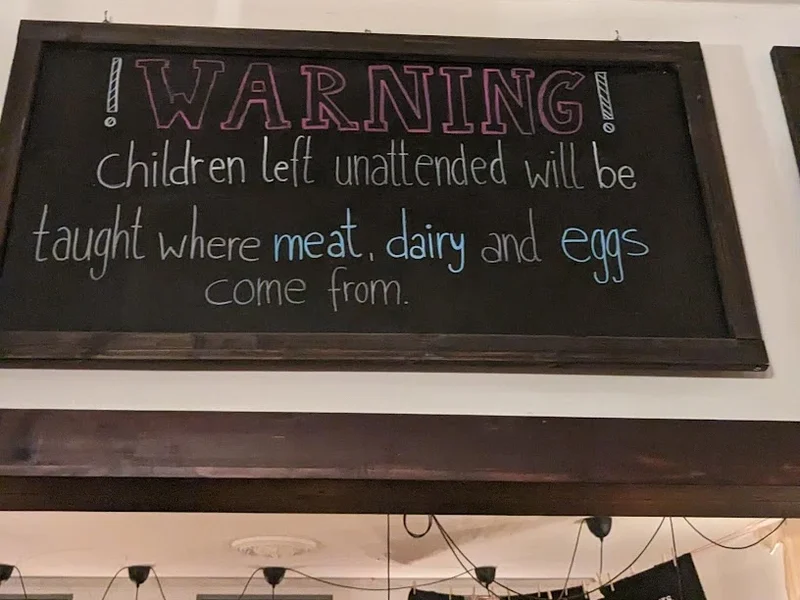 ! WARNING !
Children left unattended will be
taught where meat, dairy and eggs
come from.